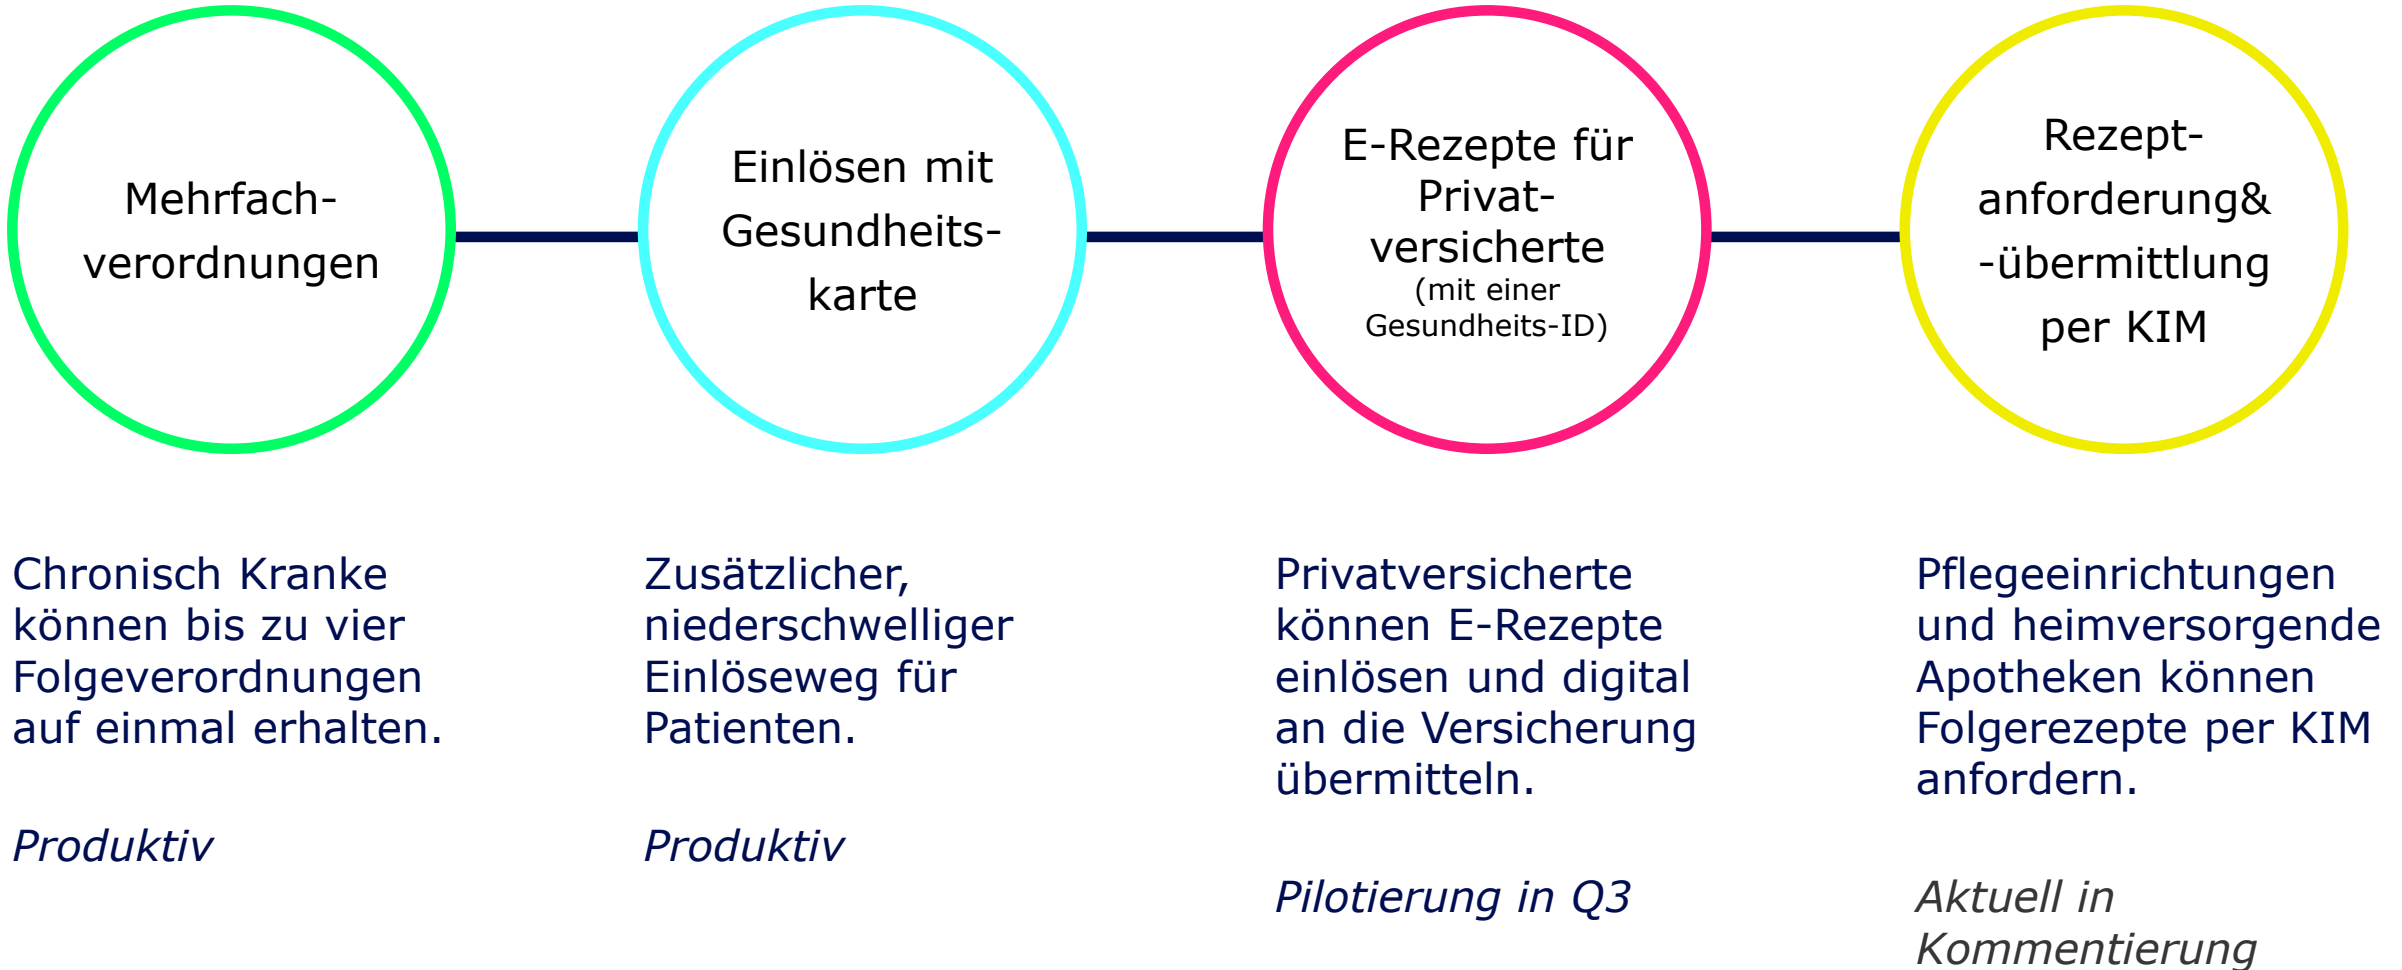 Mehrfach-
verordnungen
Einlösen mit
Gesundheits-
karte
E-Rezepte für
Privat-
versicherte
(mit einer
Gesundheits-ID)
Rezept-
anforderung&
-übermittlung
per KIM
Chronisch Kranke
können bis zu vier
Folgeverordnungen
auf einmal erhalten.
Produktiv
Zusätzlicher,
niederschwelliger
Einlöseweg für
Patienten.
Produktiv
Privatversicherte
können E-Rezepte
einlösen und digital
an die Versicherung
übermitteln.
Pilotierung in Q3
Pflegeeinrichtungen
und heimversorgende
Apotheken können
Folgerezepte per KIM
anfordern.
Aktuell in
Kommentierung